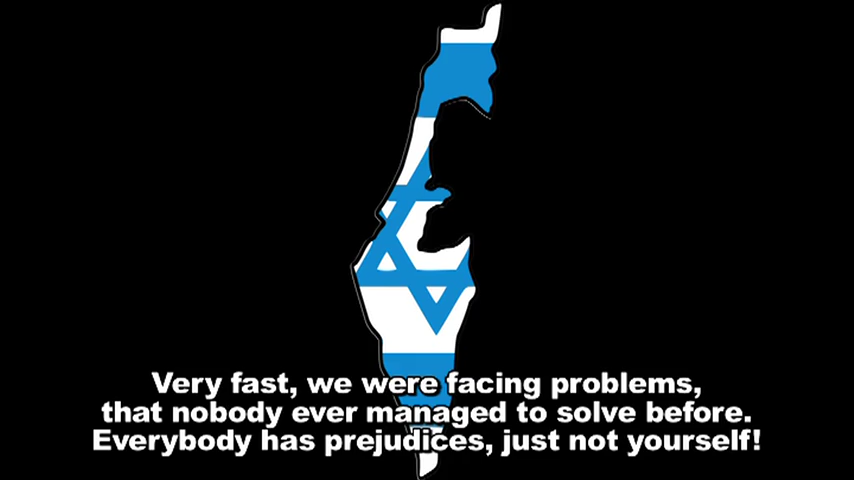 Very fast, we were facing problems,
that nobody ever managed to solve before.
Everybody has prejudices, just not yourself!